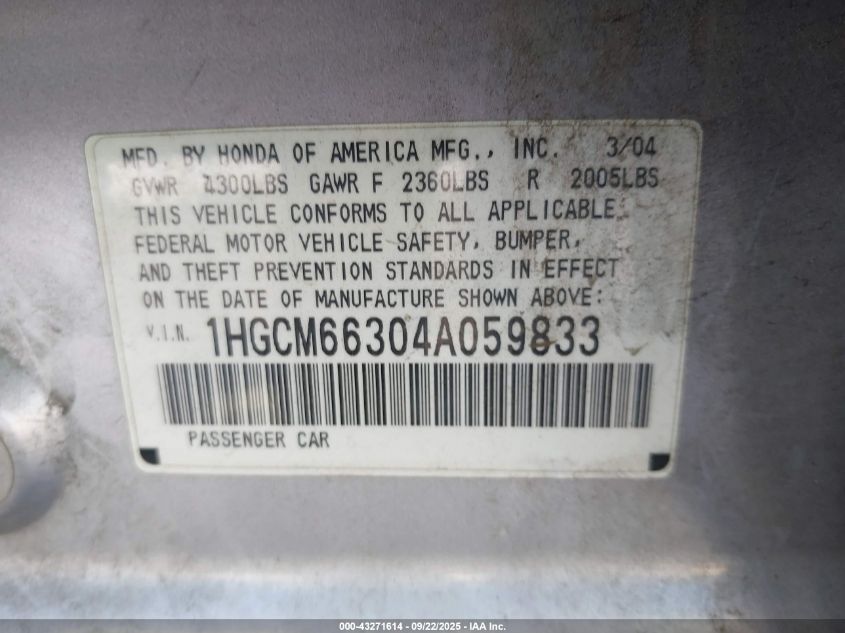 MFD. BY HONDA OF AMERICA MFG., INC. 3/04
GVWR 4300LBS GAWR F 2360LBS R 2005LBS
THIS VEHICLE CONFORMS TO ALL APPLICABLE
FEDERAL MOTOR VEHICLE SAFETY, BUMPER,
AND THEFT PREVENTION STANDARDS IN EFFECT
ON THE DATE OF MANUFACTURE SHOWN ABOVE:
V.I.N. 1HGCM66304A059833
PASSENGER CAR
000-43271614 - 09/22/2025 - IAA Inc.